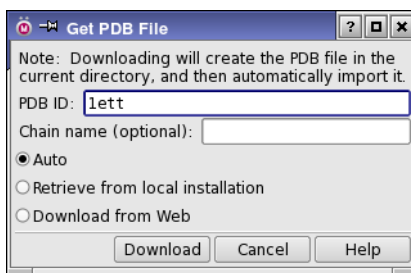 Get PDB File
Note: Downloading will create the PDB file in the
current directory, and then automatically import it.
PDB ID: 1ett
Chain name (optional):
Auto
Retrieve from local installation
Download from Web
Download Cancel Help